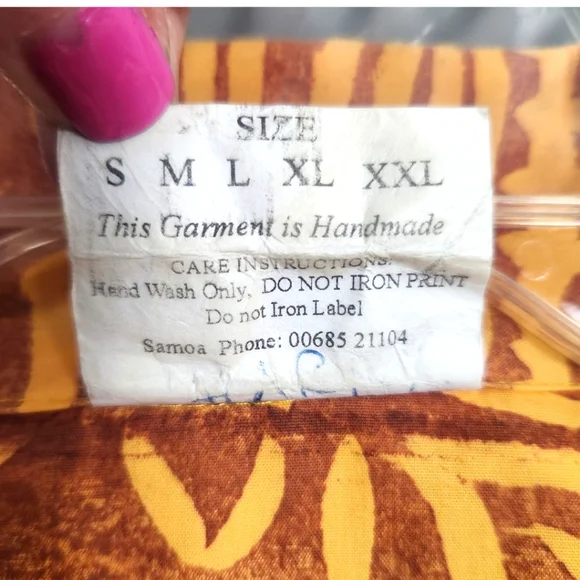 SIZE
S M L XL XXL
This Garment is Handmade
CARE INSTRUCTIONS:
Hand Wash Only, DO NOT IRON PRINT
Do not Iron Label
Samoa Phone: 00685 21104